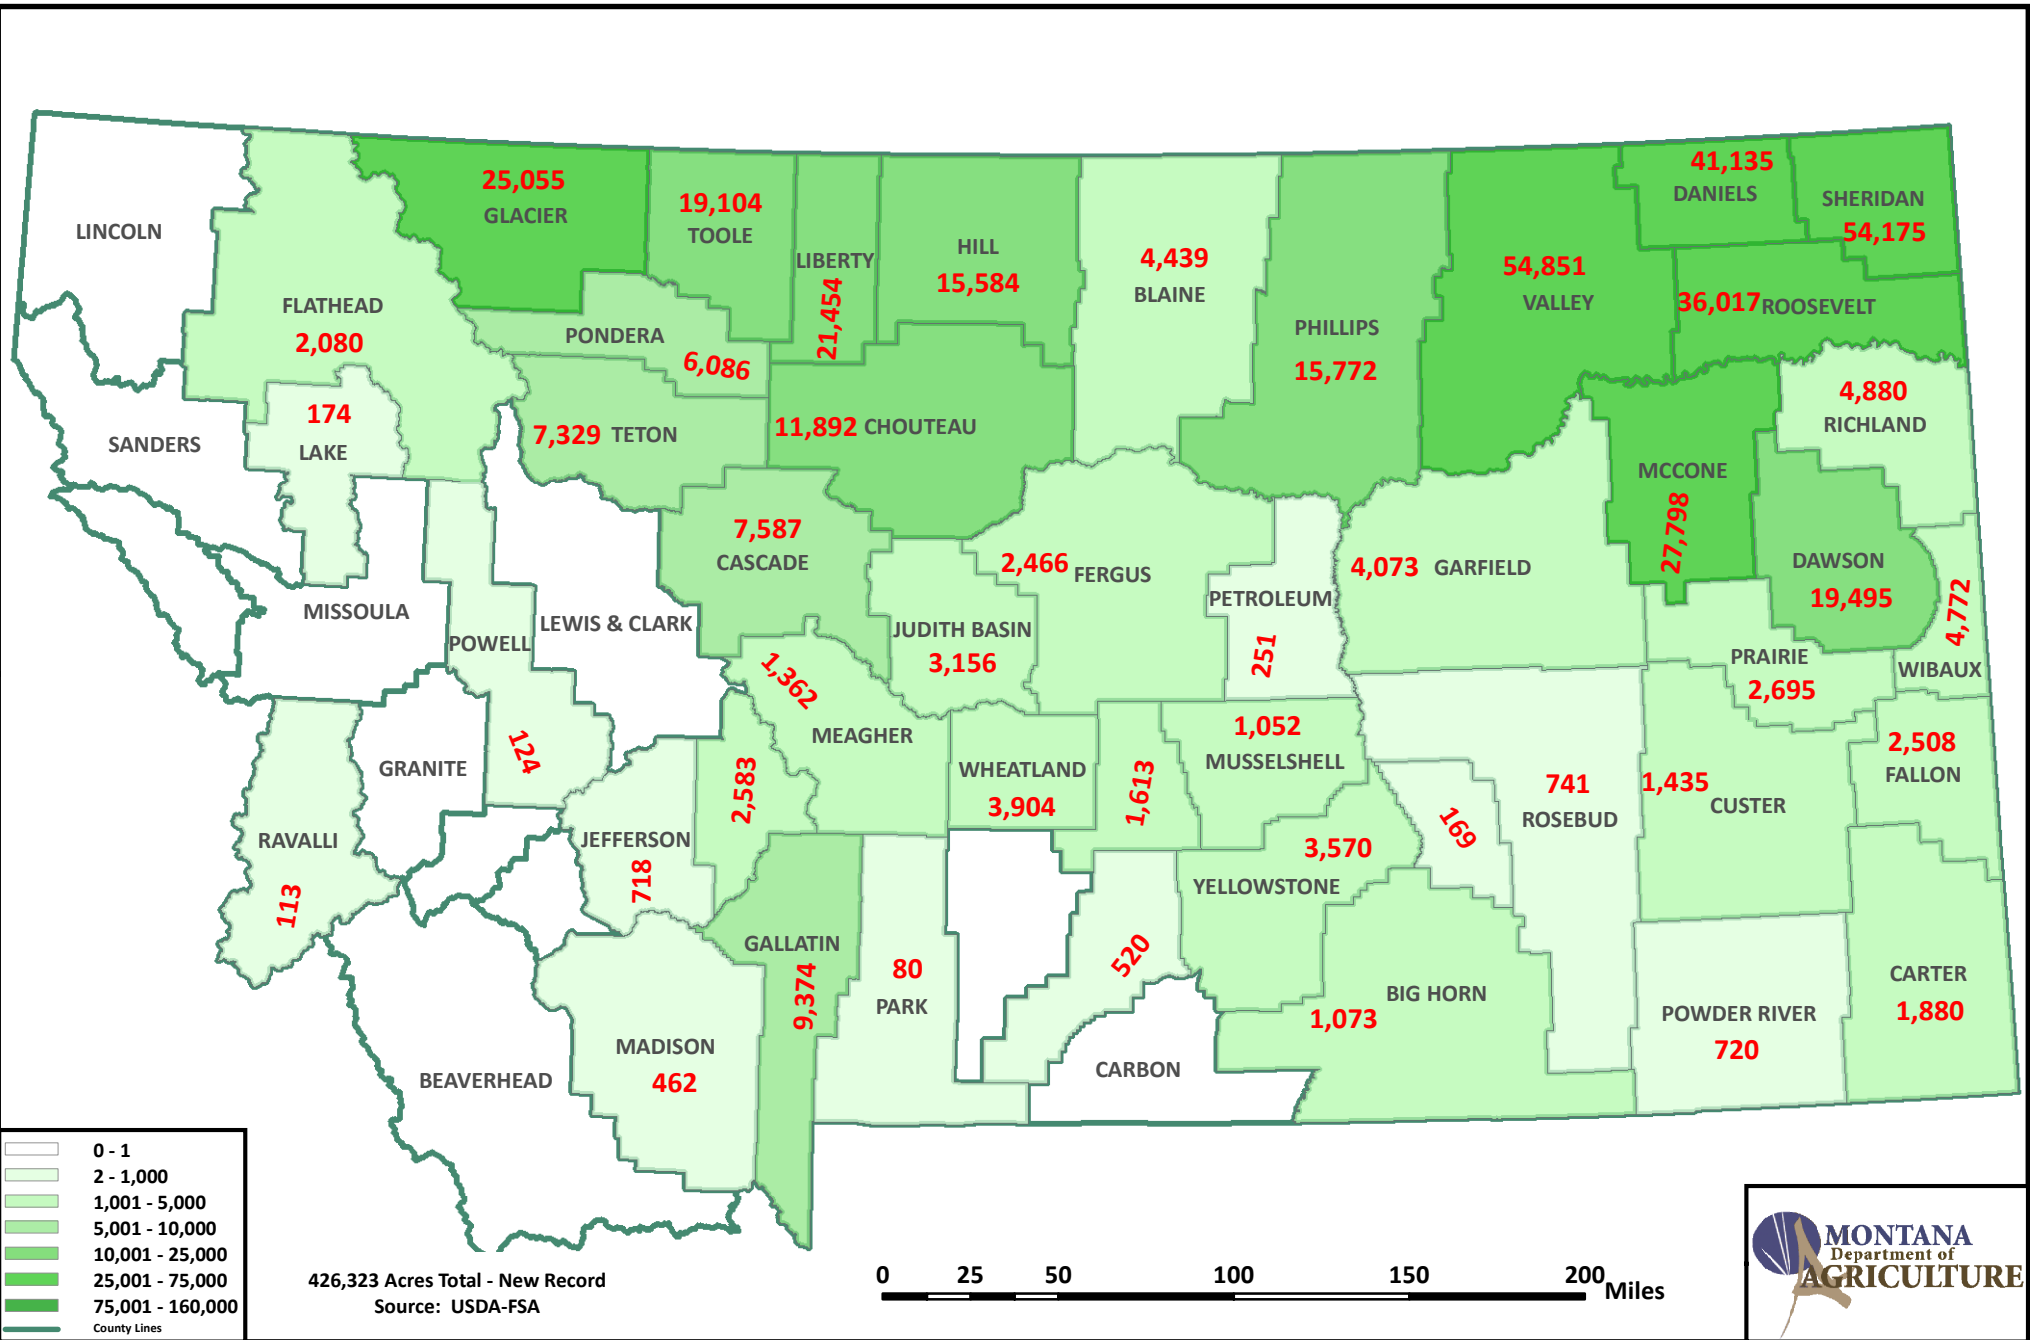 25,055
GLACIER
19,104
TOOLE
LIBERTY
21,454
HILL
15,584
4,439
BLAINE
PHILLIPS
15,772
54,851
VALLEY
41,135
DANIELS
SHERIDAN
54,175
36,017 ROOSEVELT
LINCOLN
FLATHEAD
2,080
PONDERA
6,086
174
LAKE
SANDERS
7,329 TETON
11,892 CHOUTEAU
4,880
RICHLAND
MCCONE
27,798
DAWSON
19,495
4,772
WIBAUX
7,587
CASCADE
2,466 FERGUS
PETROLEUM
251
4,073 GARFIELD
MISSOULA
POWELL
124
LEWIS & CLARK
JUDITH BASIN
3,156
PRAIRIE
2,695
1,362
MEAGHER
2,583
WHEATLAND
3,904
1,613
1,052
MUSSELSHELL
2,508
FALLON
GRANITE
RAVALLI
113
JEFFERSON
718
3,570
YELLOWSTONE
169
741
ROSEBUD
1,435 CUSTER
GALLATIN
9,374
80
PARK
520
BIG HORN
1,073
CARTER
1,880
POWDER RIVER
720
MADISON
462
BEAVERHEAD
CARBON
0 - 1
2 - 1,000
1,001 - 5,000
5,001 - 10,000
10,001 - 25,000
25,001 - 75,000
75,001 - 160,000
County Lines
426,323 Acres Total - New Record
Source: USDA-FSA
0 25 50 100 150 200
Miles
MONTANA
Department of
AGRICULTURE